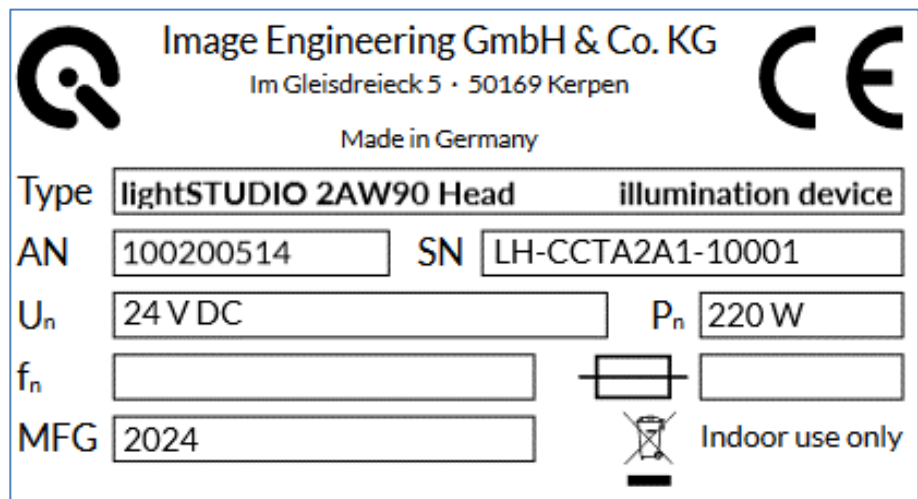 Image Engineering GmbH & Co. KG
Im Gleisdreieck 5 · 50169 Kerpen
Made in Germany
CE
Type lightSTUDIO 2AW90 Head illumination device
AN 100200514 SN LH-CCTA2A1-10001
Un 24 V DC Pn 220 W
fn
MFG 2024 Indoor use only